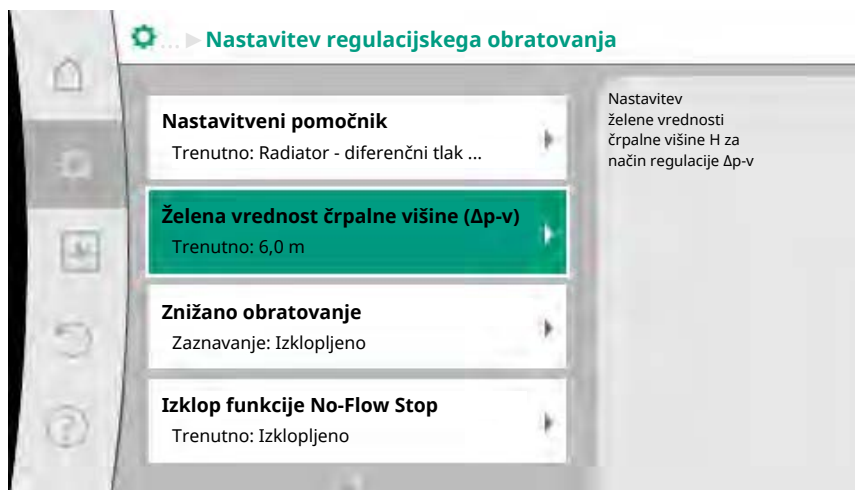 ... Nastavitev regulacijskega obratovanja
Nastavitveni pomočnik
Trenutno: Radiator - diferenčni tlak ...
Želena vrednost črpalne višine (Δp-v)
Trenutno: 6,0 m
Znižano obratovanje
Zaznavanje: Izklopljeno
Izklop funkcije No-Flow Stop
Trenutno: Izklopljeno
Nastavitev
želene vrednosti
črpalne višine H za
način regulacije Δp-v